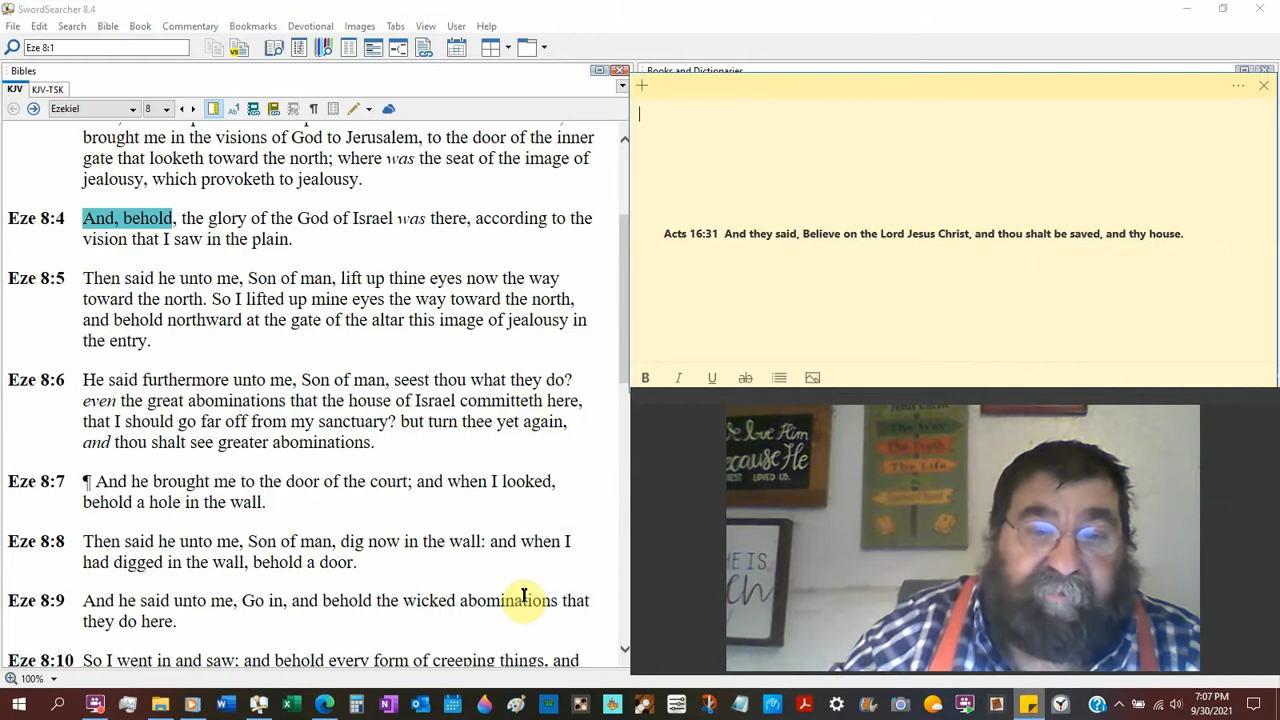 SwordSearcher 8.4
File Edit Search Bible Book Commentary Bookmarks Devotional Images Tabs View User Help
Eze 8:1
Bibles
Books and Dictionaries
KJV KJV-TSK
Ezekiel 8
brought me in the visions of God to Jerusalem, to the door of the inner
gate that looketh toward the north; where was the seat of the image of
jealousy, which provoketh to jealousy.
Eze 8:4 And, behold, the glory of the God of Israel was there, according to the
vision that I saw in the plain.
Eze 8:5 Then said he unto me, Son of man, lift up thine eyes now the way
toward the north. So I lifted up mine eyes the way toward the north,
and behold northward at the gate of the altar this image of jealousy in
the entry.
Eze 8:6 He said furthermore unto me, Son of man, seest thou what they do?
even the great abominations that the house of Israel committeth here,
that I should go far off from my sanctuary? but turn thee yet again,
and thou shalt see greater abominations.
Eze 8:7 ¶ And he brought me to the door of the court; and when I looked,
behold a hole in the wall.
Eze 8:8 Then said he unto me, Son of man, dig now in the wall: and when I
had digged in the wall, behold a door.
Eze 8:9 And he said unto me, Go in, and behold the wicked abominations that
they do here.
Eze 8:10 So I went in and saw; and behold every form of creeping things, and
100%
Acts 16:31 And they said, Believe on the Lord Jesus Christ, and thou shalt be saved, and thy house.
B I U ab
We love Him
because He
FIRST LOVED US.
Jesus Christ
The Way
The Truth
The Life
HE IS
7:07 PM
9/30/2021